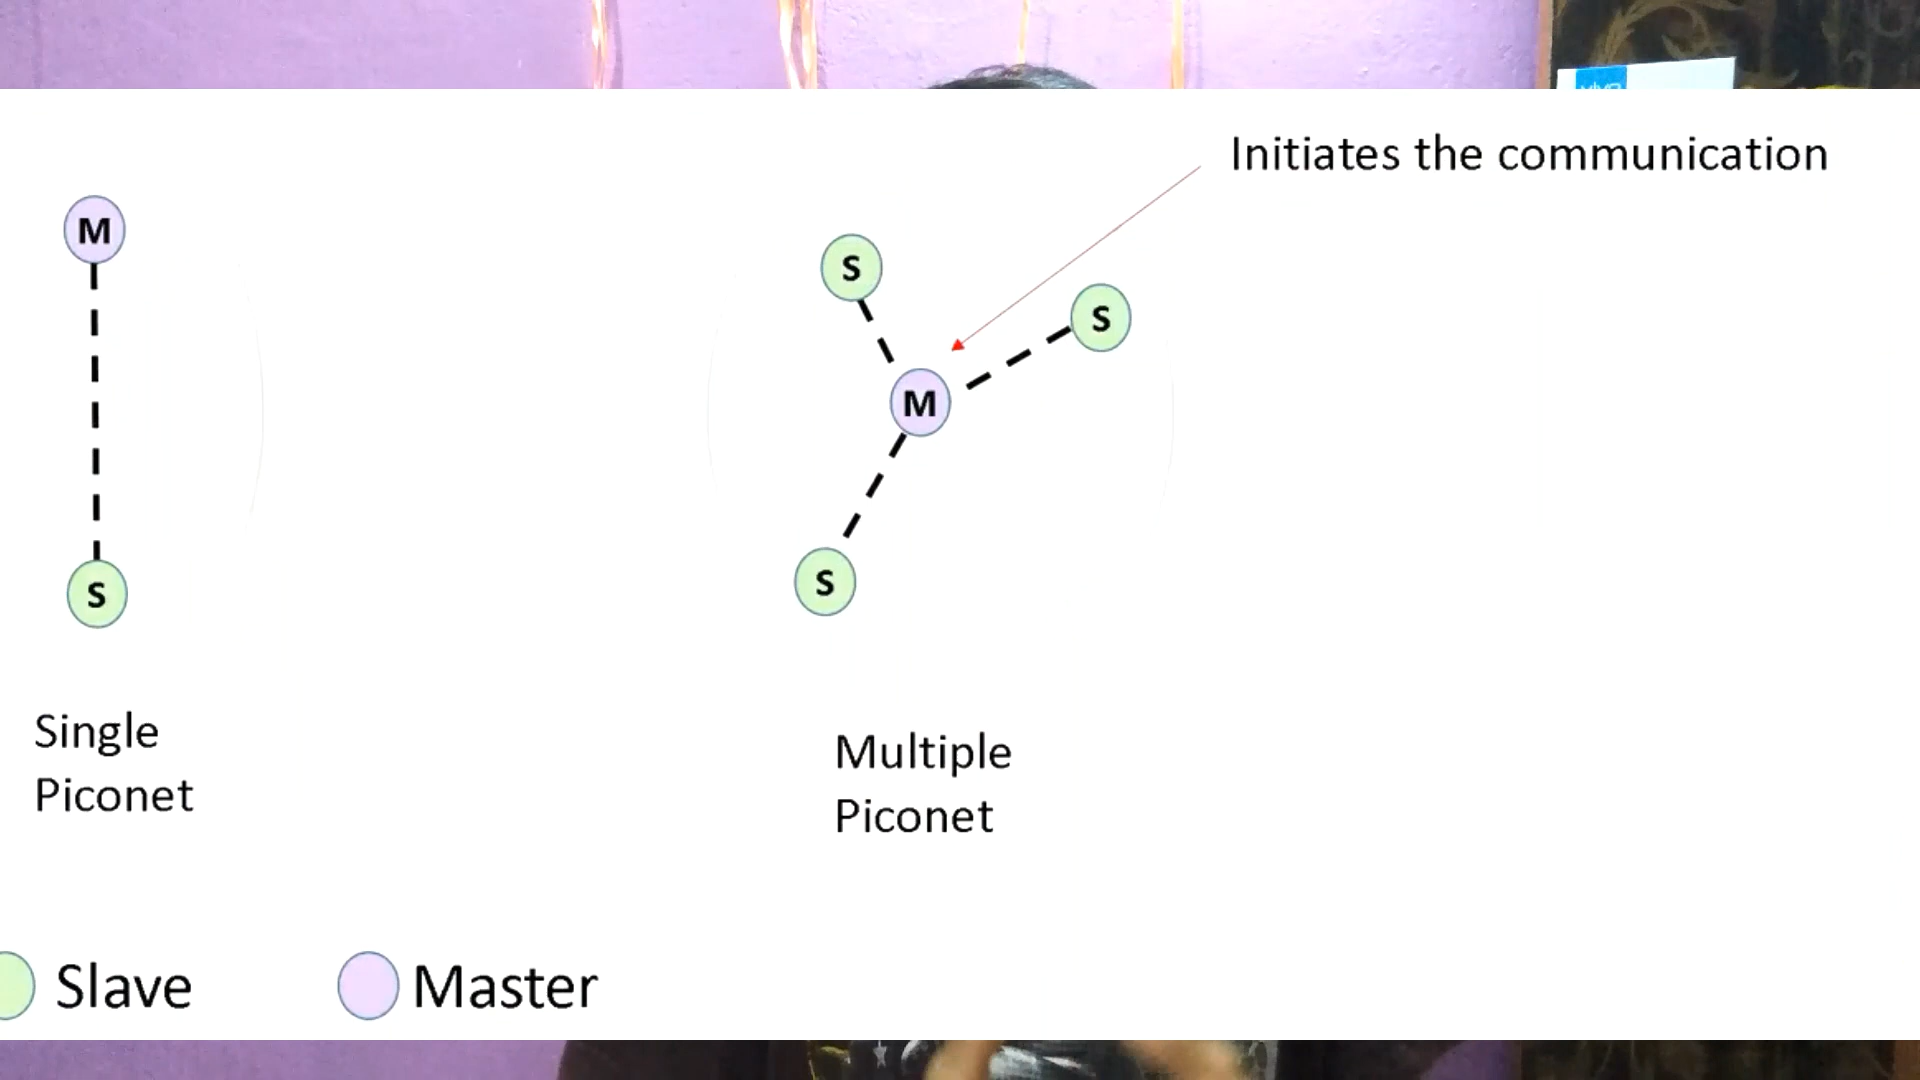 Initiates the communication
M
S
S
S
M
S
Single
Piconet
Multiple
Piconet
Slave
Master